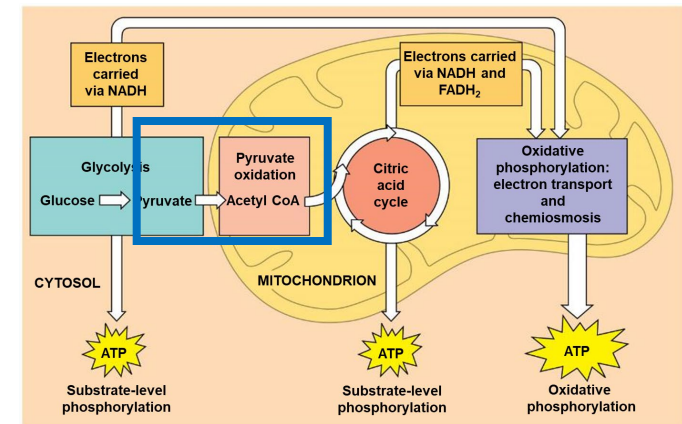 Electrons
carried
via NADH
Electrons carried
via NADH and
FADH₂
Glycolysis
Glucose
Pyruvate
Pyruvate
oxidation
Acetyl CoA
Citric
acid
cycle
Oxidative
phosphorylation:
electron transport
and
chemiosmosis
CYTOSOL
MITOCHONDRION
ATP
ATP
ATP
Substrate-level
phosphorylation
Substrate-level
phosphorylation
Oxidative
phosphorylation